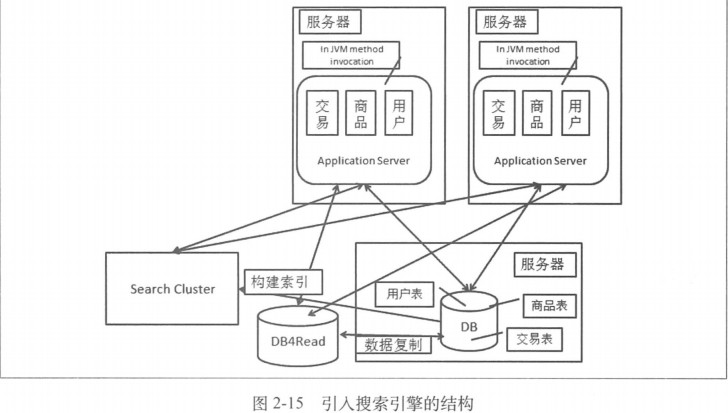 服务器
In JVM method
invocation
交易
商品
用户
Application Server
服务器
In JVM method
invocation
交易
商品
用户
Application Server
Search Cluster
构建索引
DB4Read
数据复制
服务器
用户表
DB
商品表
交易表
图 2-15 引入搜索引擎的结构